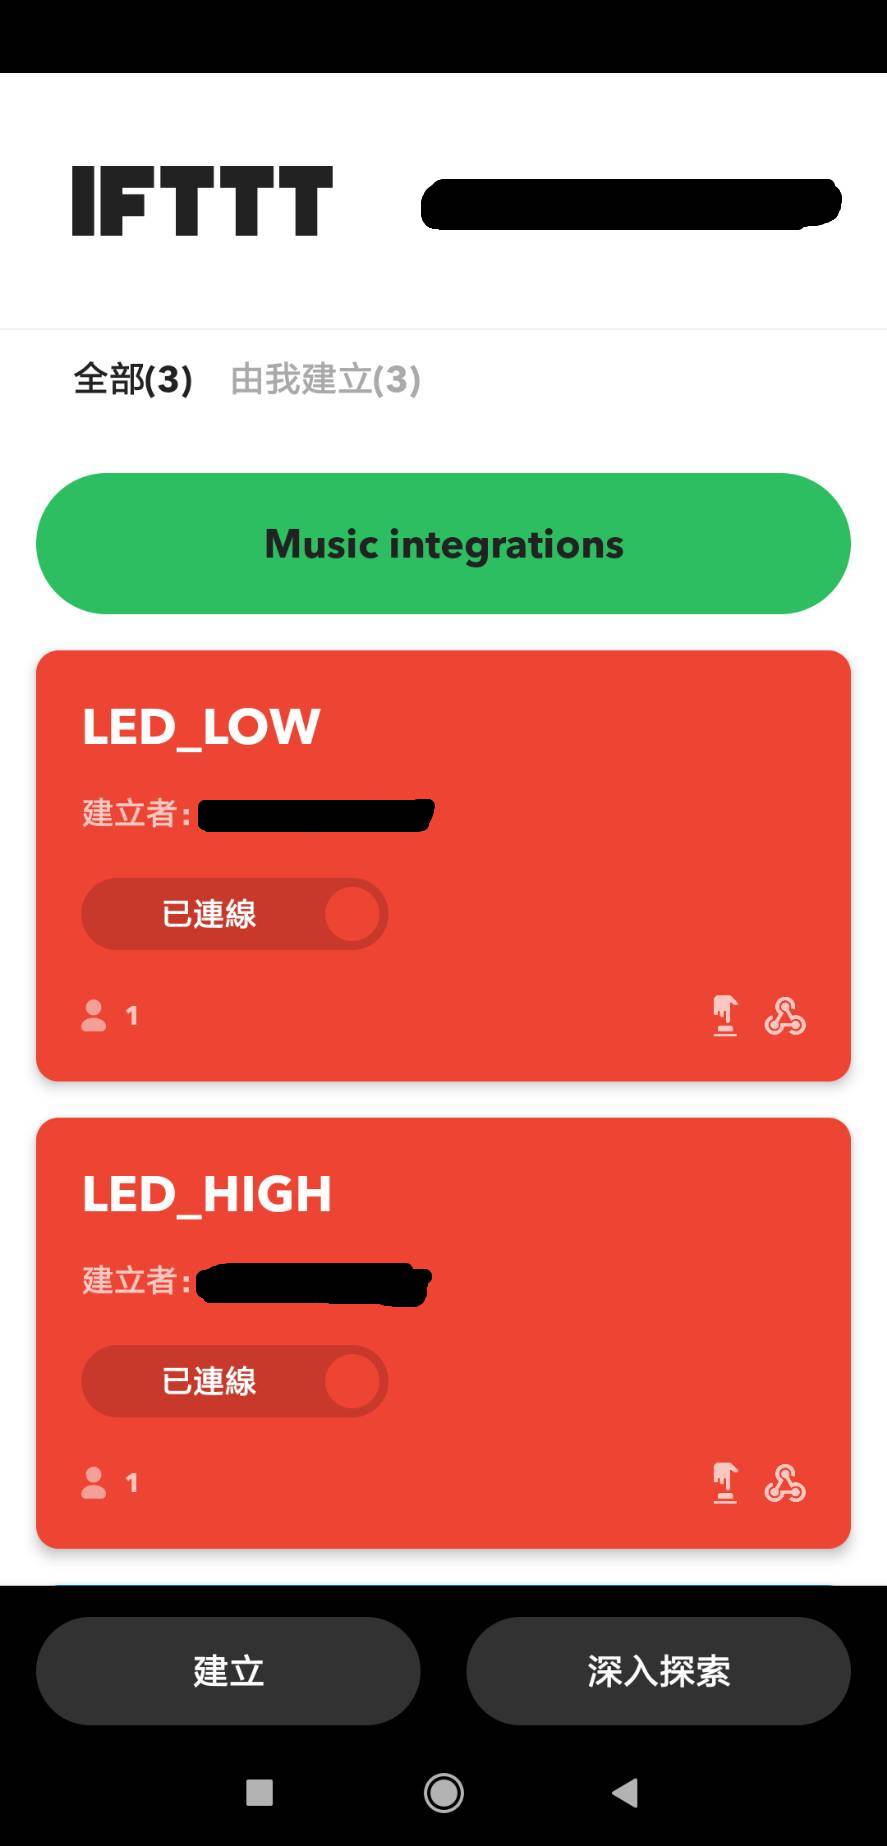 IFTTT
全部(3) 由我建立(3)
Music integrations
LED_LOW
建立者:
已連線
1
LED_HIGH
建立者:
已連線
1
建立 深入探索